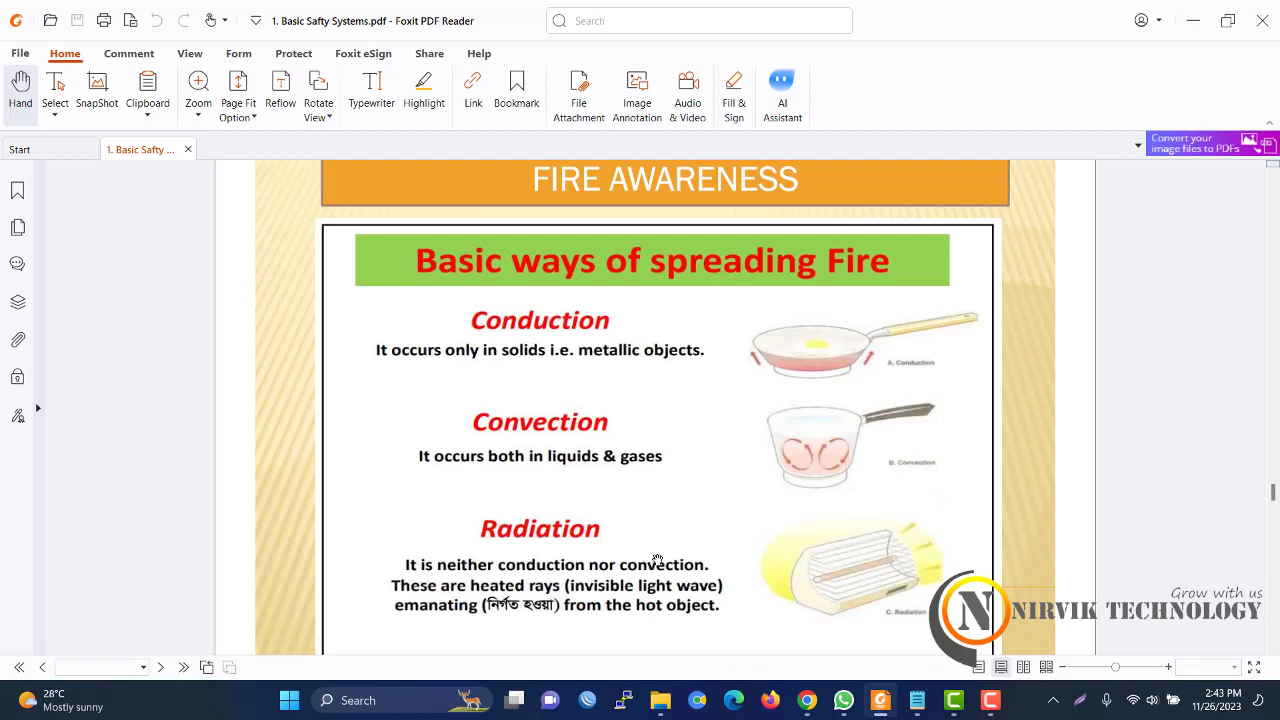 1. Basic Safty Systems.pdf - Foxit PDF Reader
Search
File Home Comment View Form Protect Foxit eSign Share Help
Hand Select SnapShot Clipboard Zoom Page Fit Option Reflow Rotate View Typewriter Highlight Link Bookmark File Attachment Image Annotation Audio & Video Fill & Sign AI Assistant
Start 1. Basic Safty ...
Convert your
image files to PDFs
FIRE AWARENESS
Basic ways of spreading Fire
Conduction
It occurs only in solids i.e. metallic objects.
A. Conduction
Convection
It occurs both in liquids & gases
B. Convection
Radiation
It is neither conduction nor convection.
These are heated rays (invisible light wave)
emanating (নির্গত হওয়া) from the hot object.
C. Radiation
Grow with us
N NIRVIK TECHNOLOGY
28°C
Mostly sunny
Search
2:43 PM
11/26/2023